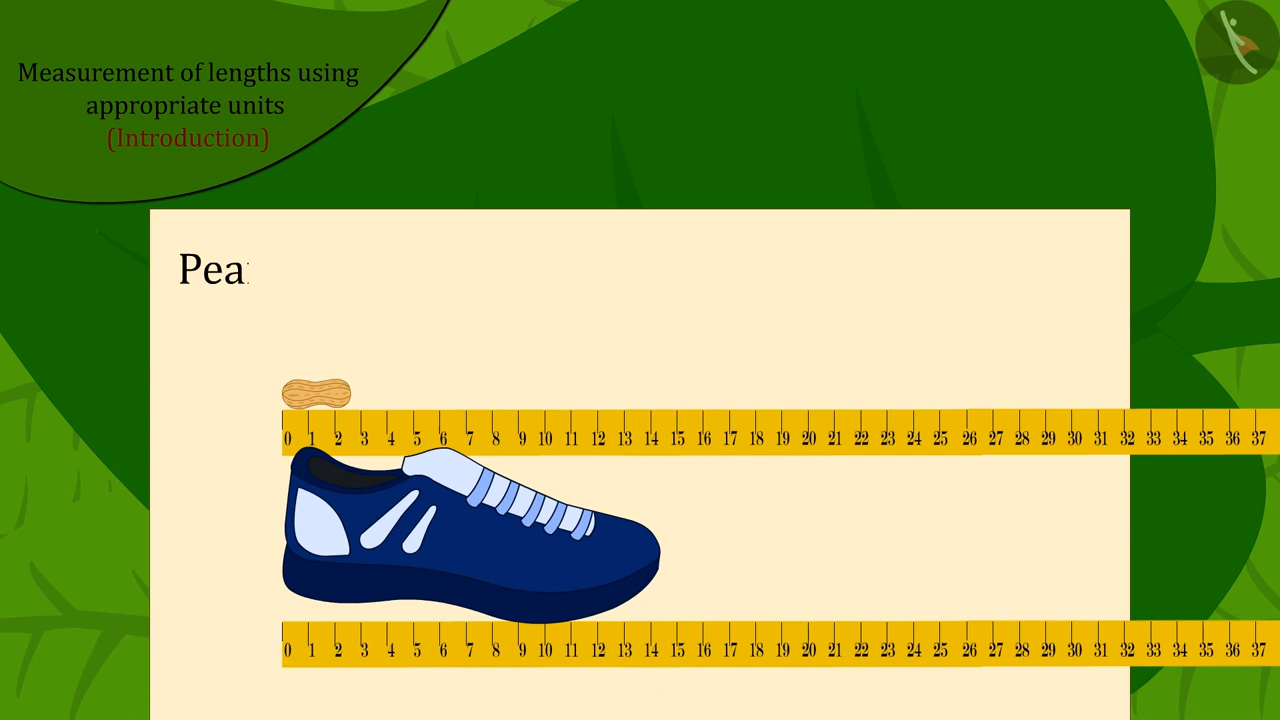 Measurement of lengths using
appropriate units
(Introduction)
Pea
0 1 2 3 4 5 6 7 8 9 10 11 12 13 14 15 16 17 18 19 20 21 22 23 24 25 26 27 28 29 30 31 32 33 34 35 36 37
0 1 2 3 4 5 6 7 8 9 10 11 12 13 14 15 16 17 18 19 20 21 22 23 24 25 26 27 28 29 30 31 32 33 34 35 36 37